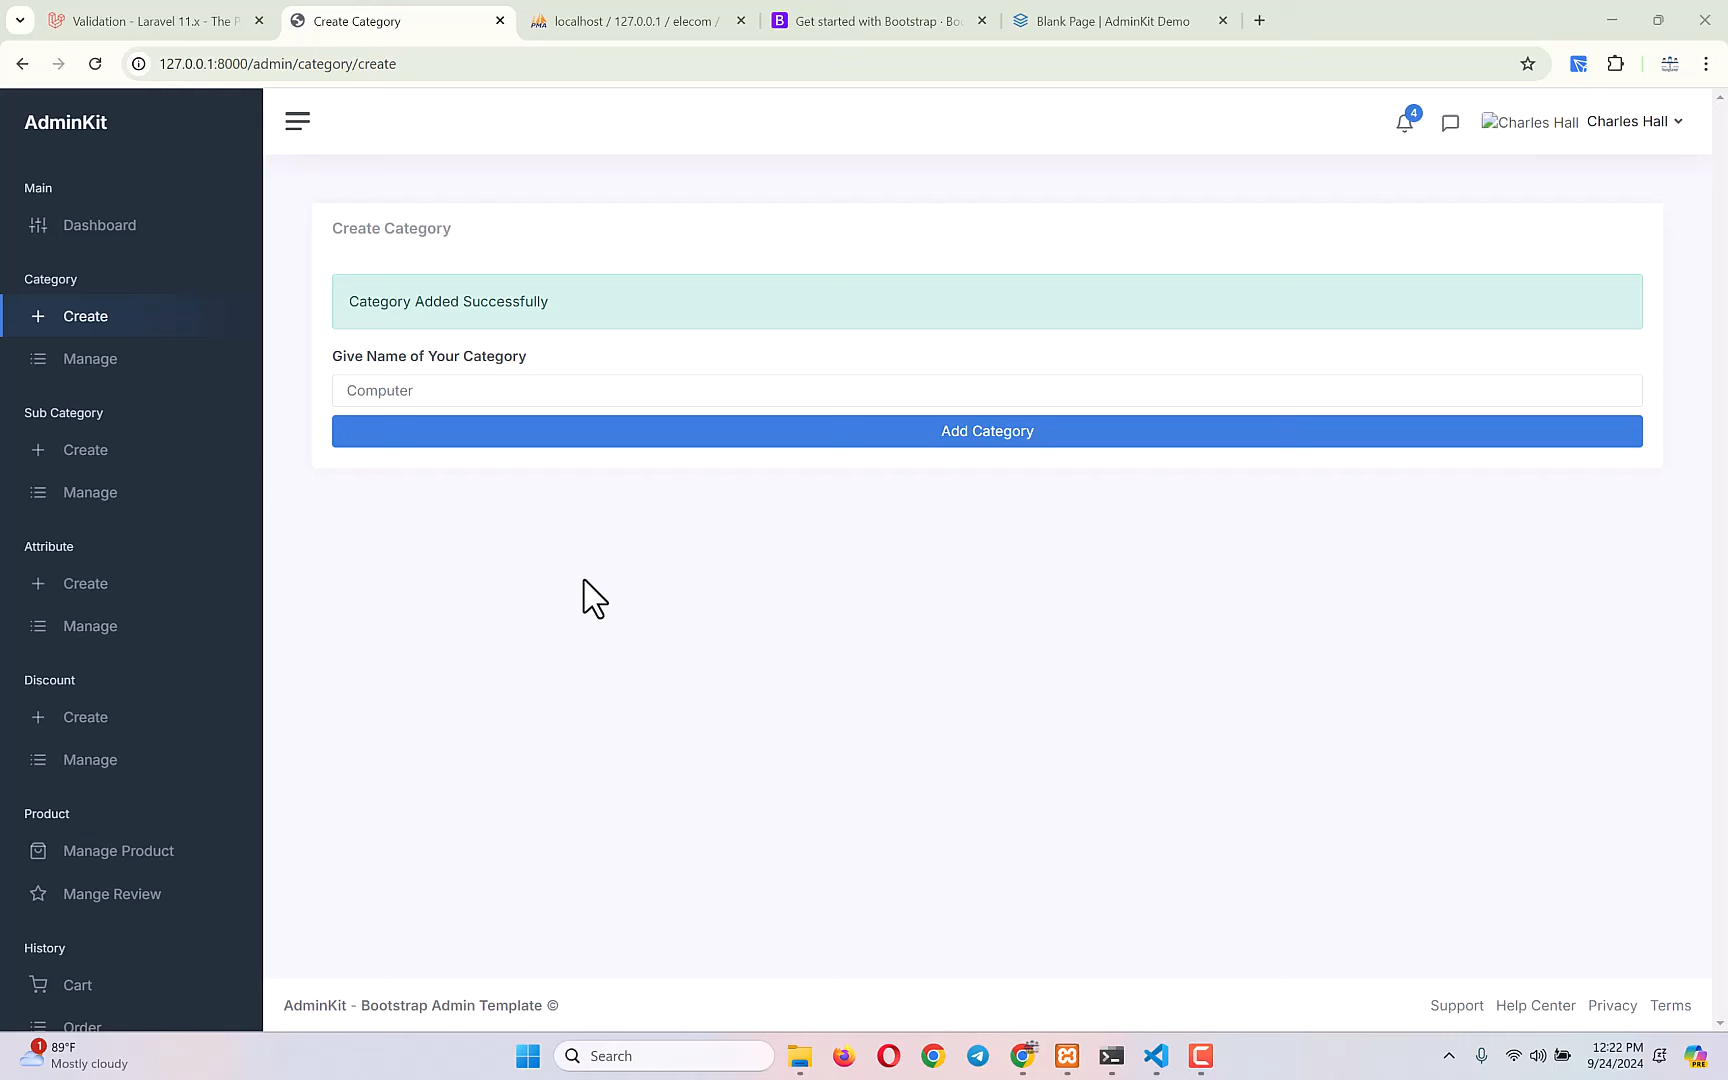 Validation - Laravel 11.x - The P
Create Category
localhost / 127.0.0.1 / elecom /
Get started with Bootstrap · Bo
Blank Page | AdminKit Demo
127.0.0.1:8000/admin/category/create
AdminKit
4
Charles Hall
Charles Hall
Main
Dashboard
Category
Create
Manage
Sub Category
Create
Manage
Attribute
Create
Manage
Discount
Create
Manage
Product
Manage Product
Mange Review
History
Cart
Order
Create Category
Category Added Successfully
Give Name of Your Category
Computer
Add Category
AdminKit - Bootstrap Admin Template ©
Support Help Center Privacy Terms
1
89°F
Mostly cloudy
Search
12:22 PM
9/24/2024
PRE